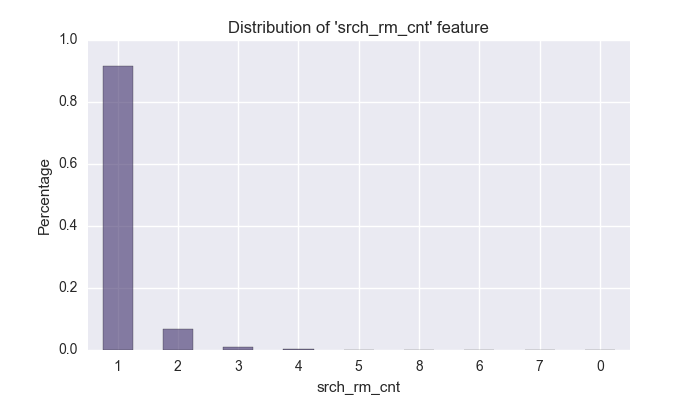 Distribution of 'srch_rm_cnt' feature
Percentage
1.0
0.8
0.6
0.4
0.2
0.0
1 2 3 4 5 8 6 7 0
srch_rm_cnt